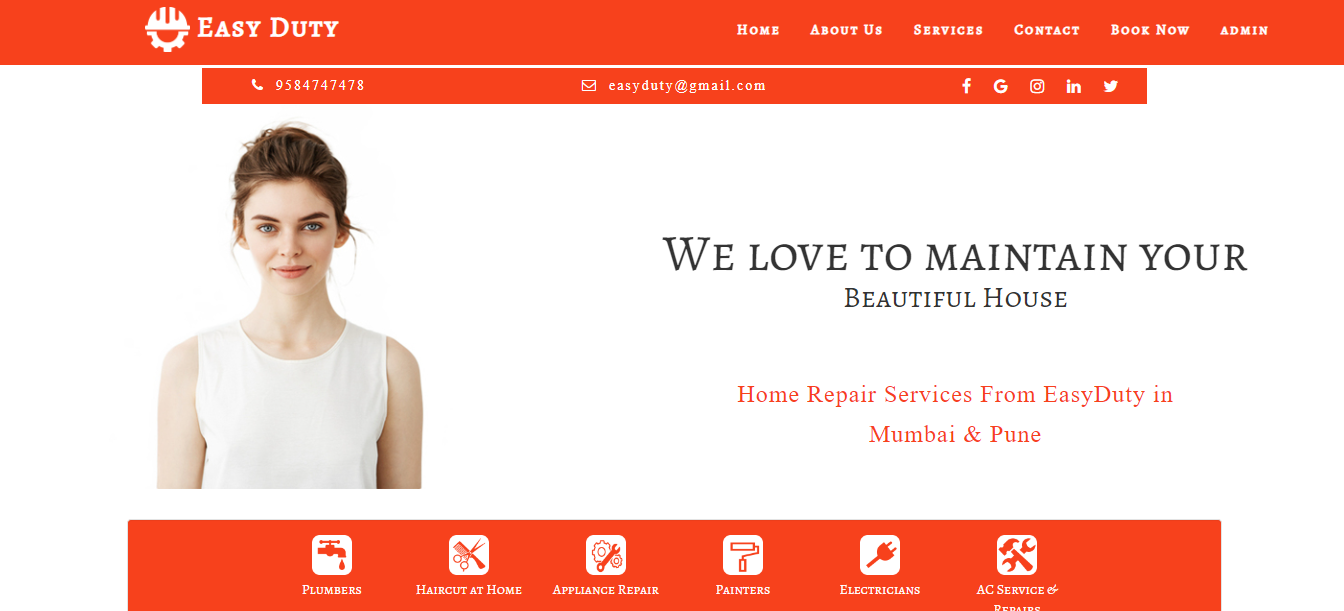 Easy Duty
Home About Us Services Contact Book Now admin
9584747478 easyduty@gmail.com
We love to maintain your
Beautiful House
Home Repair Services From EasyDuty in
Mumbai & Pune
Plumbers Haircut at Home Appliance Repair Painters Electricians AC Service &
Repairs